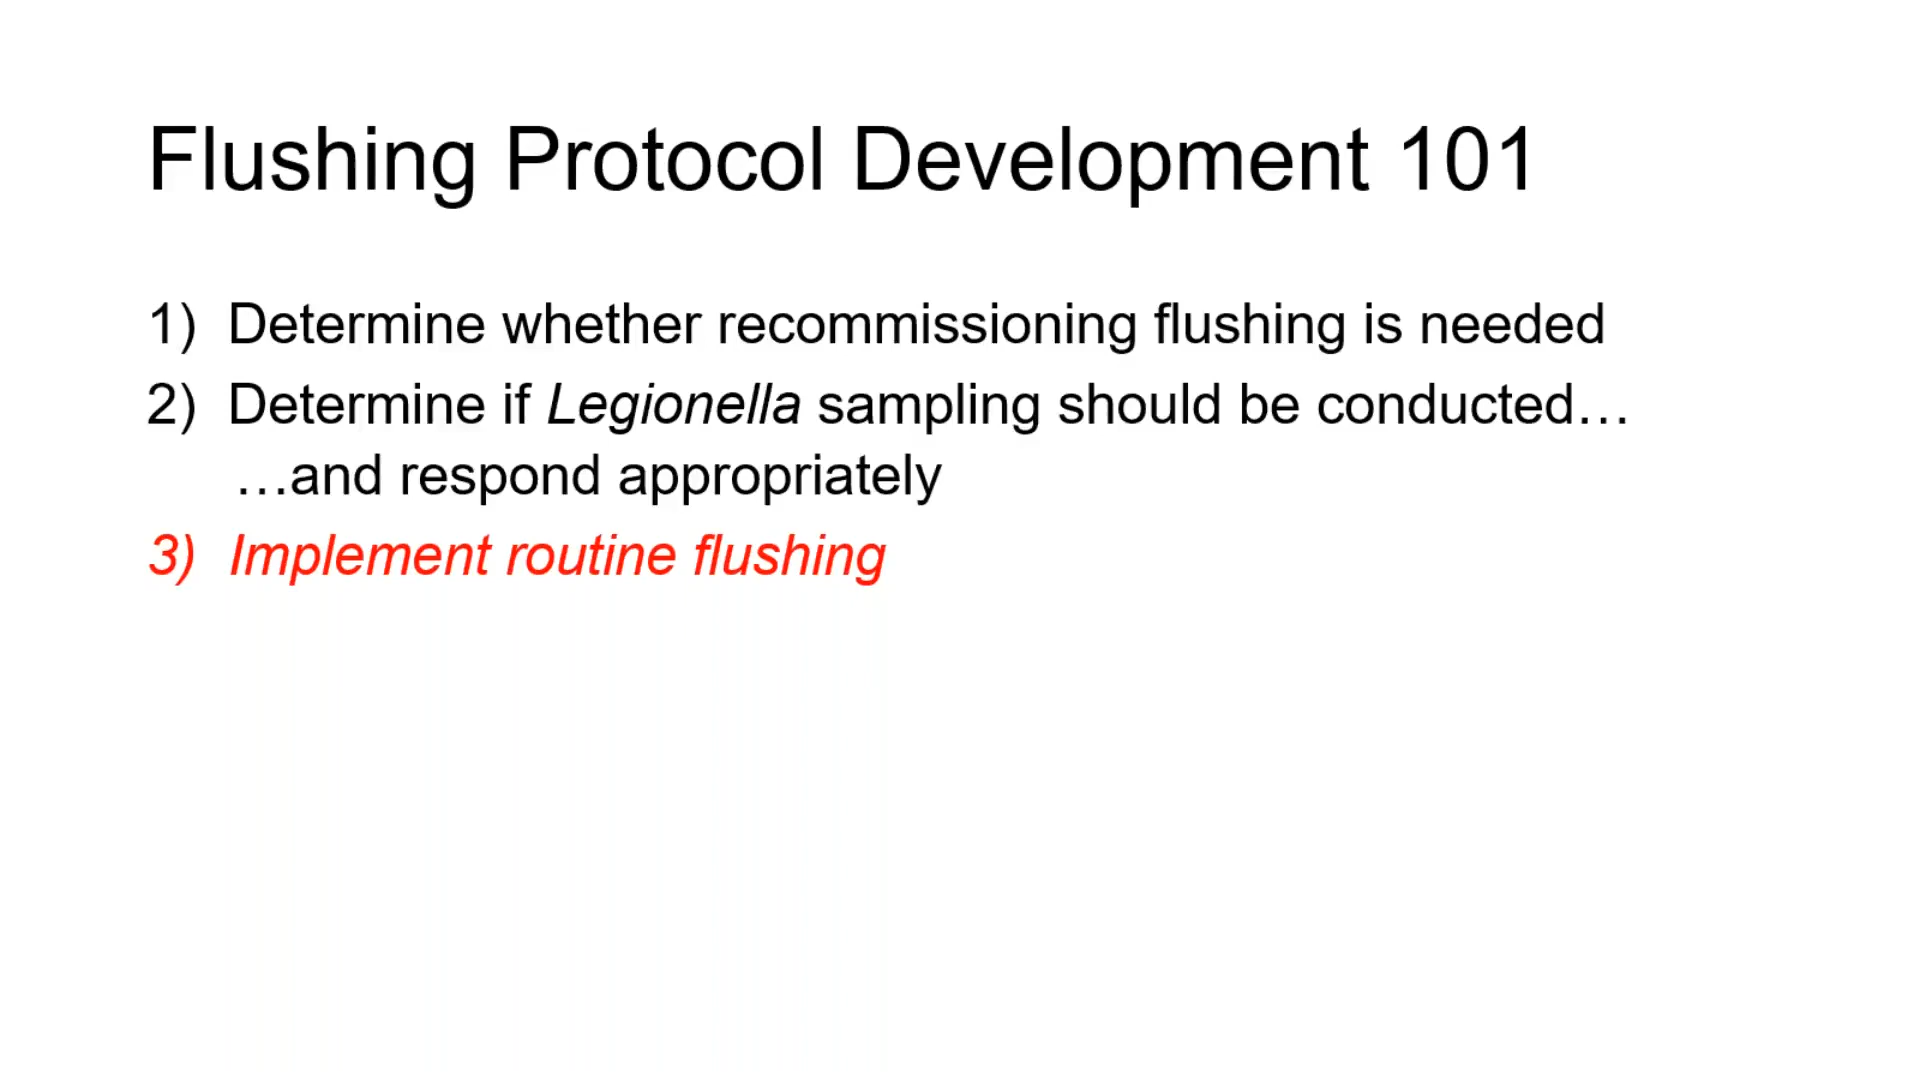 Flushing Protocol Development 101
1) Determine whether recommissioning flushing is needed
2) Determine if Legionella sampling should be conducted…
…and respond appropriately
3) Implement routine flushing